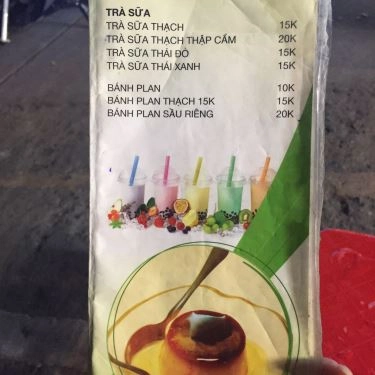 TRÀ SỮA
TRÀ SỮA THẠCH 15K
TRÀ SỮA THẠCH THẬP CẨM 20K
TRÀ SỮA THÁI ĐỎ 15K
TRÀ SỮA THÁI XANH 15K
BÁNH PLAN 10K
BÁNH PLAN THẠCH 15K 15K
BÁNH PLAN SẦU RIÊNG 20K